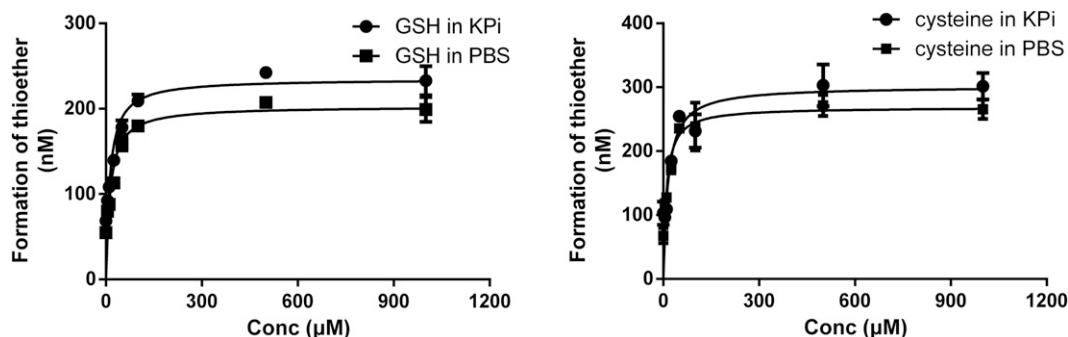 300
200
100
0
Formation of thioether
(nM)
GSH in KPi
GSH in PBS
0 300 600 900 1200
Conc (µM)
400
300
200
100
0
Formation of thioether
(nM)
cysteine in KPi
cysteine in PBS
0 300 600 900 1200
Conc (µM)